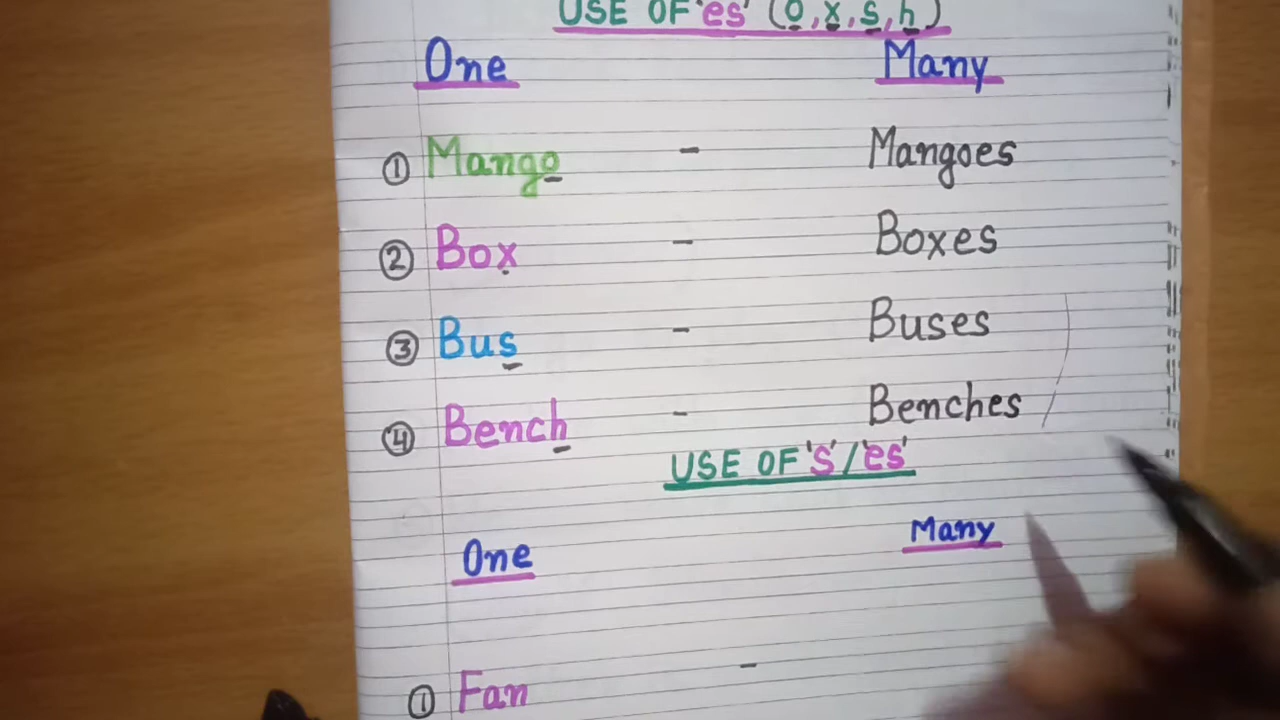 USE OF 'es' (o, x, s, h)
One Many
① Mango - Mangoes
② Box - Boxes
③ Bus - Buses
④ Bench - Benches
USE OF 's'/'es'
One Many
① Fan -